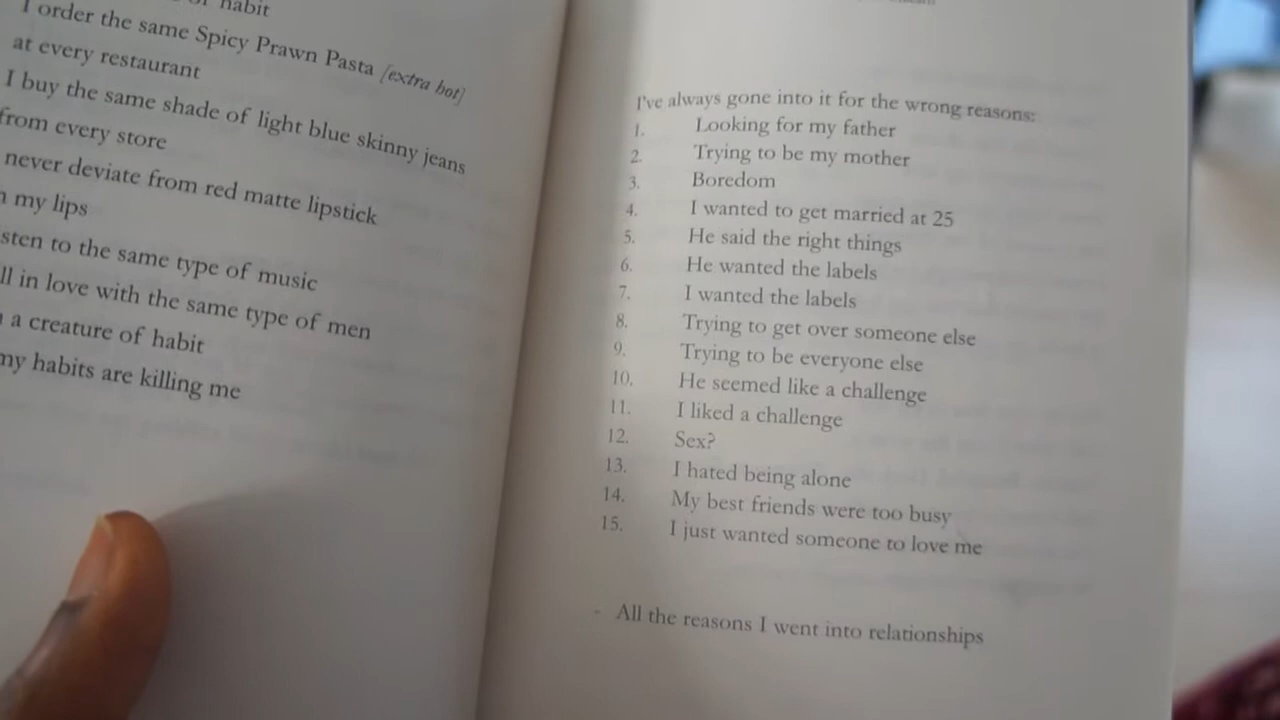 habit
I order the same Spicy Prawn Pasta [extra hot]
at every restaurant
I buy the same shade of light blue skinny jeans
from every store
never deviate from red matte lipstick
my lips
sten to the same type of music
ll in love with the same type of men
a creature of habit
my habits are killing me
I've always gone into it for the wrong reasons:
1. Looking for my father
2. Trying to be my mother
3. Boredom
4. I wanted to get married at 25
5. He said the right things
6. He wanted the labels
7. I wanted the labels
8. Trying to get over someone else
9. Trying to be everyone else
10. He seemed like a challenge
11. I liked a challenge
12. Sex?
13. I hated being alone
14. My best friends were too busy
15. I just wanted someone to love me
- All the reasons I went into relationships